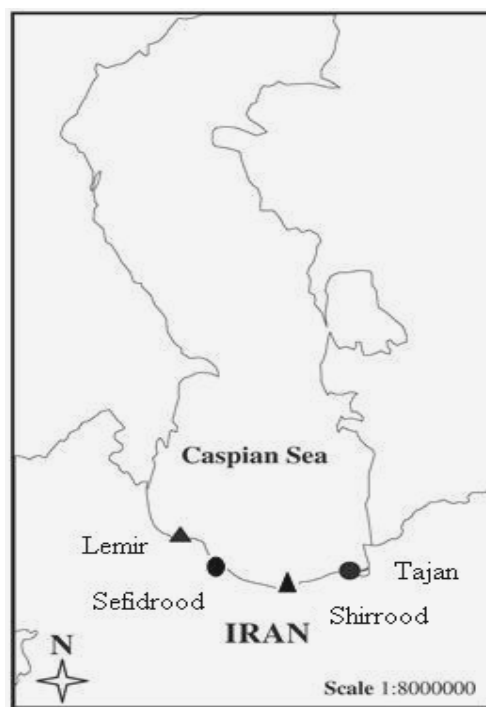 Caspian Sea
Lemir
Tajan
Sefidrood
Shirrood
IRAN
N
Scale 1:8000000